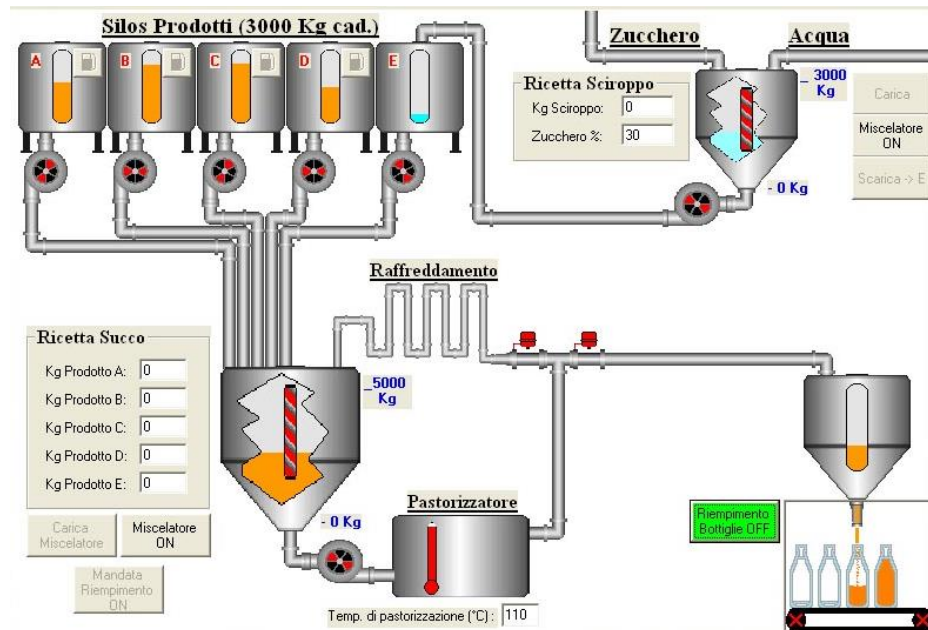 Silos Prodotti (3000 Kg cad.)
A
B
C
D
E
Zucchero
Acqua
Ricetta Sciroppo
Kg Sciroppo: 0
Zucchero %: 30
_ 3000
Kg
- 0 Kg
Carica
Miscelatore
ON
Scarica -> E
Raffreddamento
Ricetta Succo
Kg Prodotto A: 0
Kg Prodotto B: 0
Kg Prodotto C: 0
Kg Prodotto D: 0
Kg Prodotto E: 0
_5000
Kg
- 0 Kg
Carica
Miscelatore
Miscelatore
ON
Mandata
Riempimento
ON
Pastorizzatore
Temp. di pastorizzazione (°C) : 110
Riempimento
Bottiglie OFF